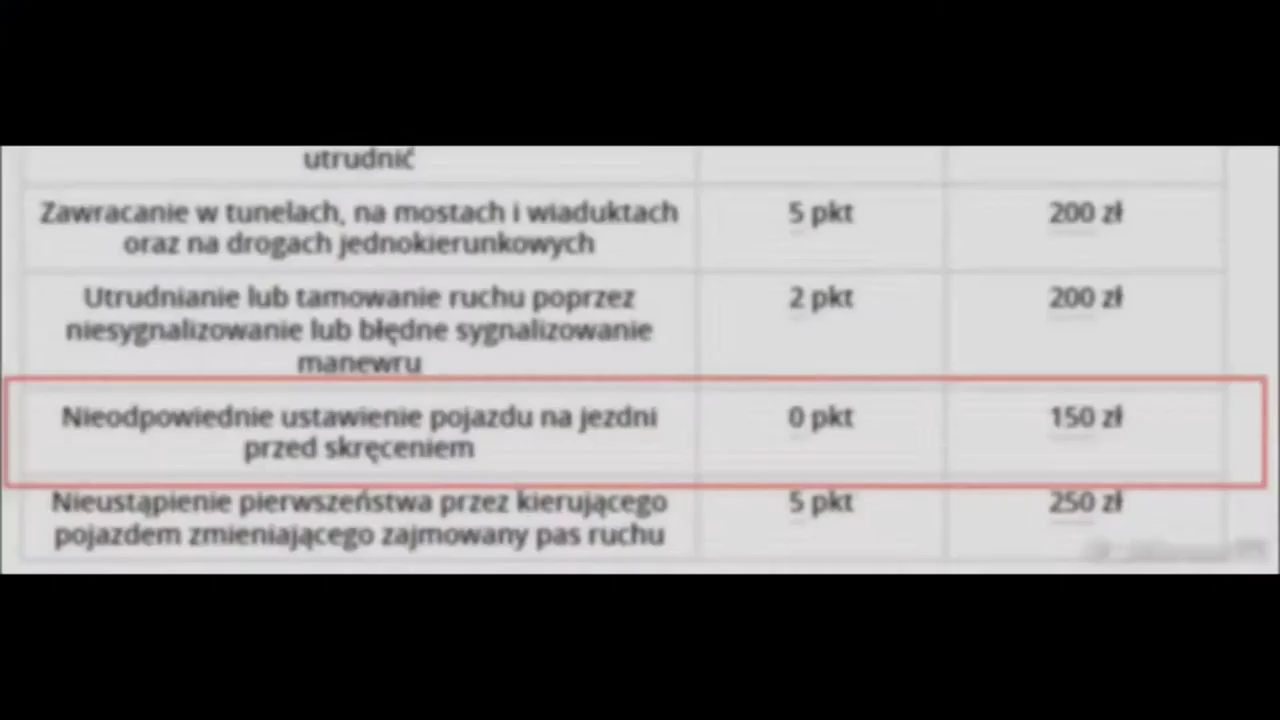 utrudnić
Zawracanie w tunelach, na mostach i wiaduktach
oraz na drogach jednokierunkowych
5 pkt
200 zł
Utrudnianie lub tamowanie ruchu poprzez
niesygnalizowanie lub błędne sygnalizowanie
manewru
2 pkt
200 zł
Nieodpowiednie ustawienie pojazdu na jezdni
przed skręceniem
0 pkt
150 zł
Nieustąpienie pierwszeństwa przez kierującego
pojazdem zmieniającego zajmowany pas ruchu
5 pkt
250 zł